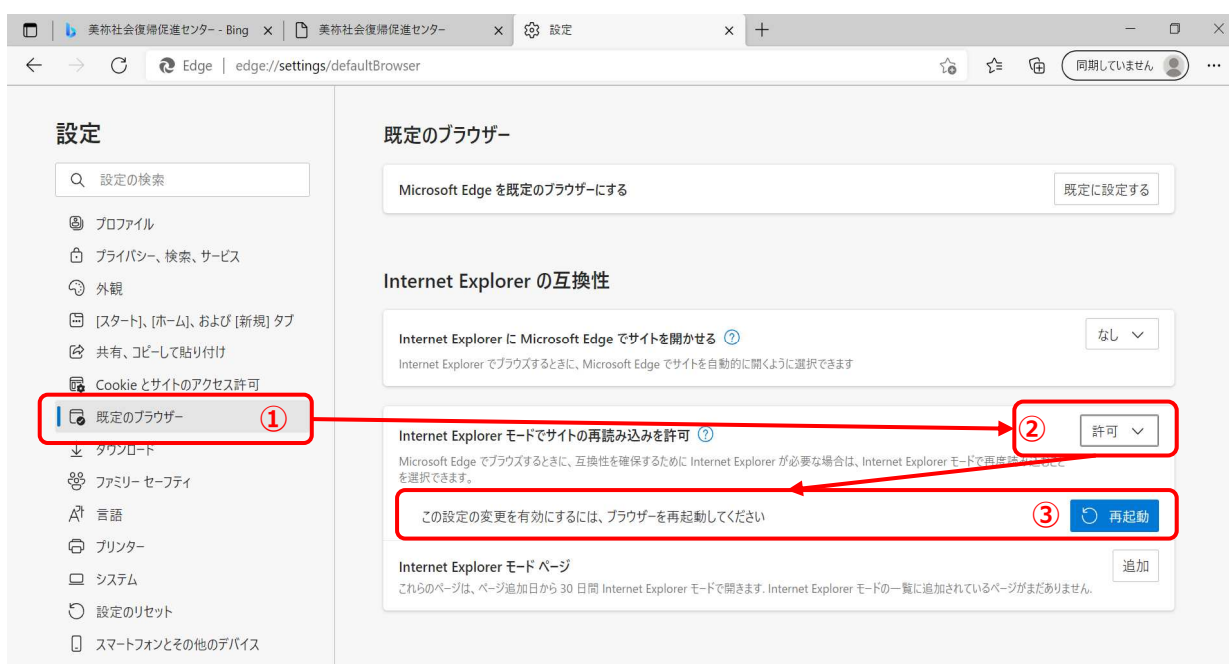 美祢社会復帰促進センター - Bing
美祢社会復帰促進センター
設定
Edge | edge://settings/defaultBrowser
同期していません
設定
設定の検索
プロファイル
プライバシー、検索、サービス
外観
[スタート]、[ホーム]、および [新規] タブ
共有、コピーして貼り付け
Cookie とサイトのアクセス許可
既定のブラウザー
①
ダウンロード
ファミリー セーフティ
言語
プリンター
システム
設定のリセット
スマートフォンとその他のデバイス
既定のブラウザー
Microsoft Edge を既定のブラウザーにする
既定に設定する
Internet Explorer の互換性
Internet Explorer に Microsoft Edge でサイトを開かせる
なし
Internet Explorer でブラウズするときに、Microsoft Edge でサイトを自動的に開くように選択できます
②
許可
Internet Explorer モードでサイトの再読み込みを許可
Microsoft Edge でブラウズするときに、互換性を確保するために Internet Explorer が必要な場合は、Internet Explorer モードで再度読み込むこと
を選択できます。
この設定の変更を有効にするには、ブラウザーを再起動してください
③
再起動
Internet Explorer モード ページ
追加
これらのページは、ページ追加日から 30 日間 Internet Explorer モードで開きます. Internet Explorer モードの一覧に追加されているページがまだありません.